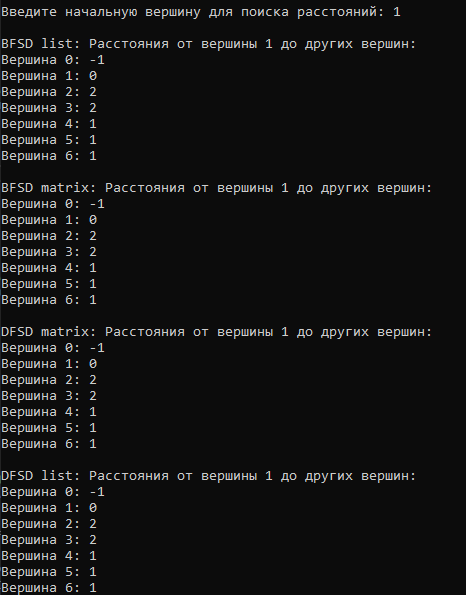 Введите начальную вершину для поиска расстояний: 1
BFSD list: Расстояния от вершины 1 до других вершин:
Вершина 0: -1
Вершина 1: 0
Вершина 2: 2
Вершина 3: 2
Вершина 4: 1
Вершина 5: 1
Вершина 6: 1
BFSD matrix: Расстояния от вершины 1 до других вершин:
Вершина 0: -1
Вершина 1: 0
Вершина 2: 2
Вершина 3: 2
Вершина 4: 1
Вершина 5: 1
Вершина 6: 1
DFSD matrix: Расстояния от вершины 1 до других вершин:
Вершина 0: -1
Вершина 1: 0
Вершина 2: 2
Вершина 3: 2
Вершина 4: 1
Вершина 5: 1
Вершина 6: 1
DFSD list: Расстояния от вершины 1 до других вершин:
Вершина 0: -1
Вершина 1: 0
Вершина 2: 2
Вершина 3: 2
Вершина 4: 1
Вершина 5: 1
Вершина 6: 1